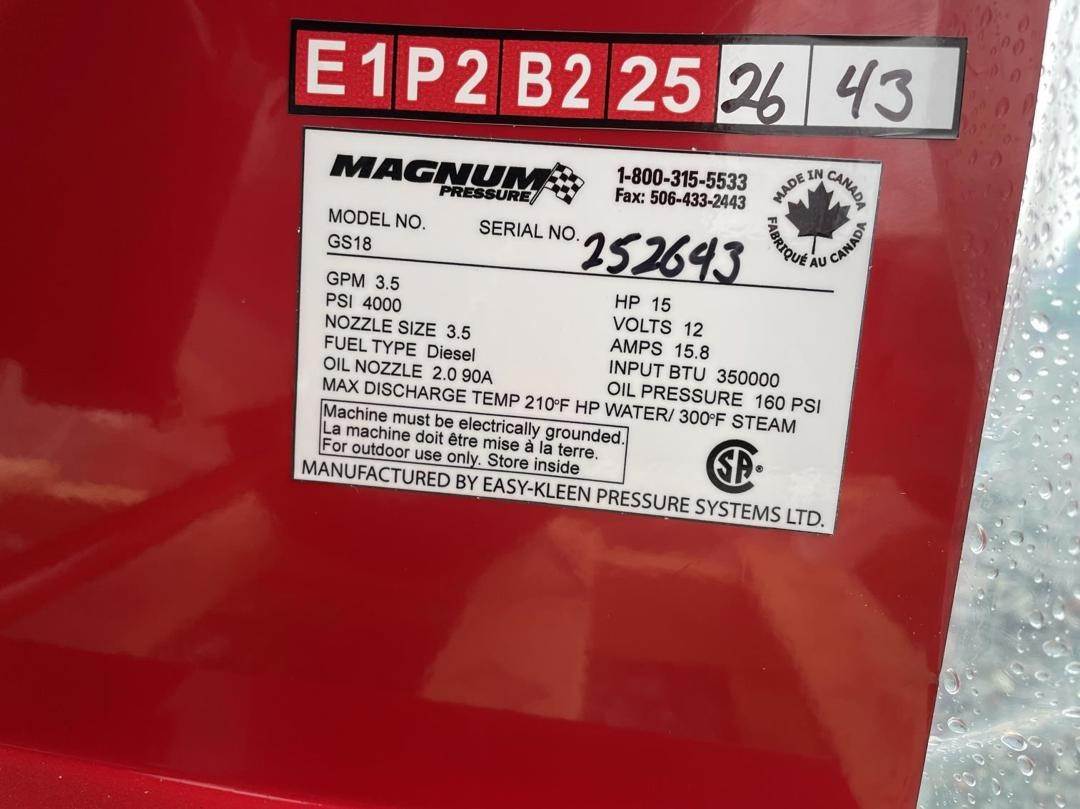 E1 P2 B2 25 26 43
MAGNUM
PRESSURE
1-800-315-5533
Fax: 506-433-2443
MADE IN CANADA
FABRIQUÉ AU CANADA
MODEL NO.
GS18
SERIAL NO. 252643
GPM 3.5
PSI 4000
NOZZLE SIZE 3.5
FUEL TYPE Diesel
OIL NOZZLE 2.0 90A
HP 15
VOLTS 12
AMPS 15.8
INPUT BTU 350000
OIL PRESSURE 160 PSI
MAX DISCHARGE TEMP 210°F HP WATER/ 300°F STEAM
Machine must be electrically grounded.
La machine doit être mise à la terre.
For outdoor use only. Store inside
CSA®
MANUFACTURED BY EASY-KLEEN PRESSURE SYSTEMS LTD.